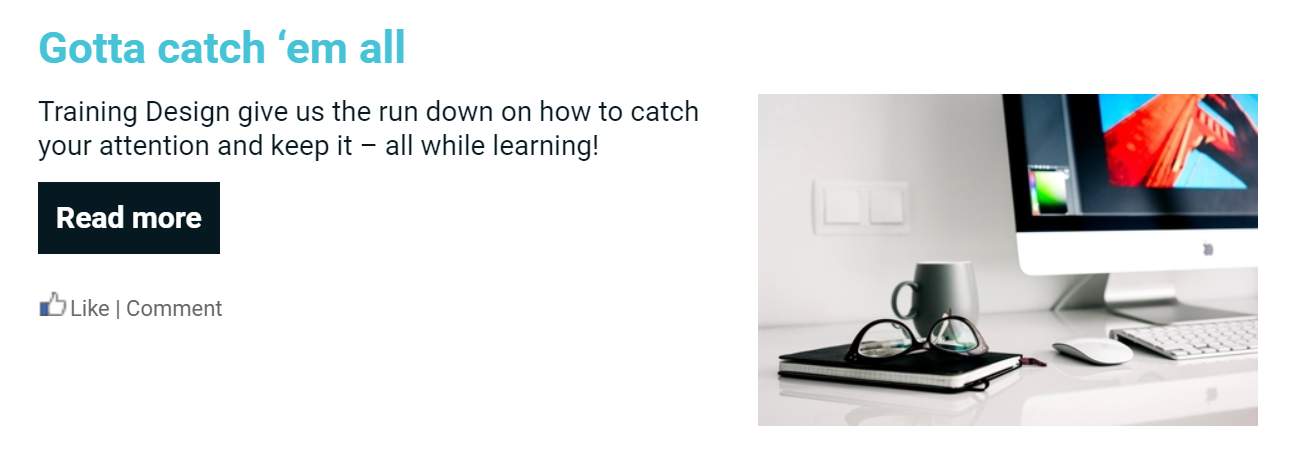 Gotta catch ‘em all
Training Design give us the run down on how to catch
your attention and keep it – all while learning!
Read more
Like | Comment